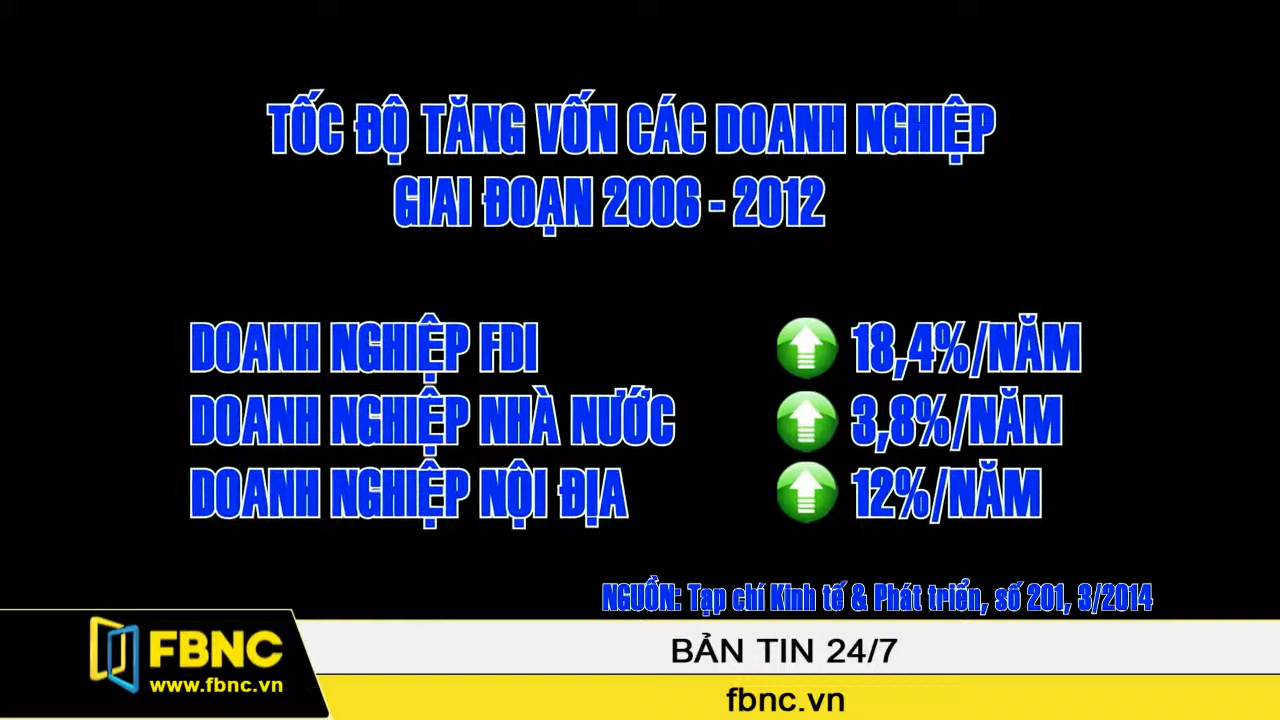 TỐC ĐỘ TĂNG VỐN CÁC DOANH NGHIỆP
GIAI ĐOẠN 2006 - 2012
DOANH NGHIỆP FDI 18,4%/NĂM
DOANH NGHIỆP NHÀ NƯỚC 3,8%/NĂM
DOANH NGHIỆP NỘI ĐỊA 12%/NĂM
NGUỒN: Tạp chí Kinh tế & Phát triển, số 201, 3/2014
FBNC
www.fbnc.vn
BẢN TIN 24/7
fbnc.vn